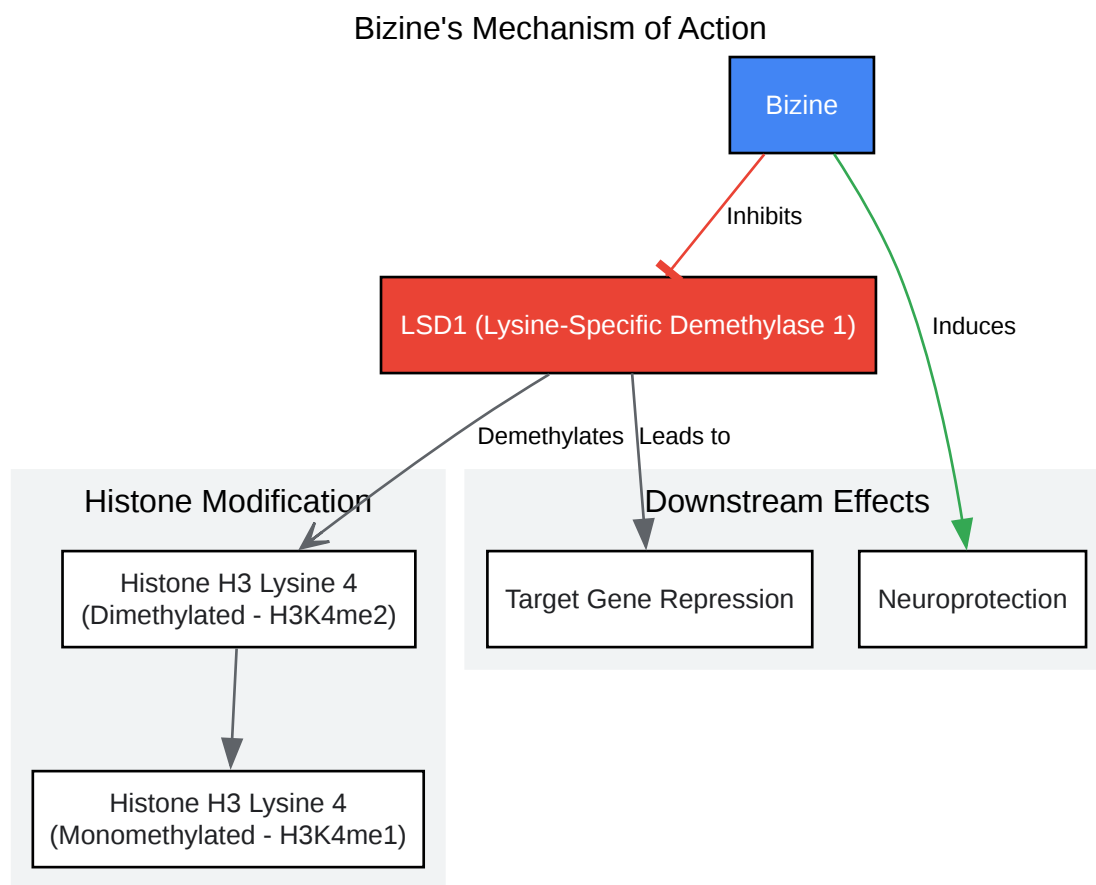 Bizine's Mechanism of Action
Bizine
Inhibits
LSD1 (Lysine-Specific Demethylase 1)
Induces
Demethylates
Leads to
Histone Modification
Downstream Effects
Histone H3 Lysine 4
(Dimethylated - H3K4me2)
Target Gene Repression
Neuroprotection
Histone H3 Lysine 4
(Monomethylated - H3K4me1)